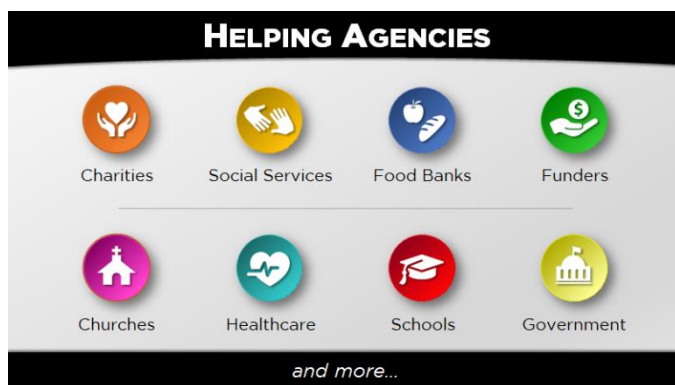 HELPING AGENCIES
Charities
Social Services
Food Banks
$
Funders
Churches
Healthcare
Schools
Government
and more...